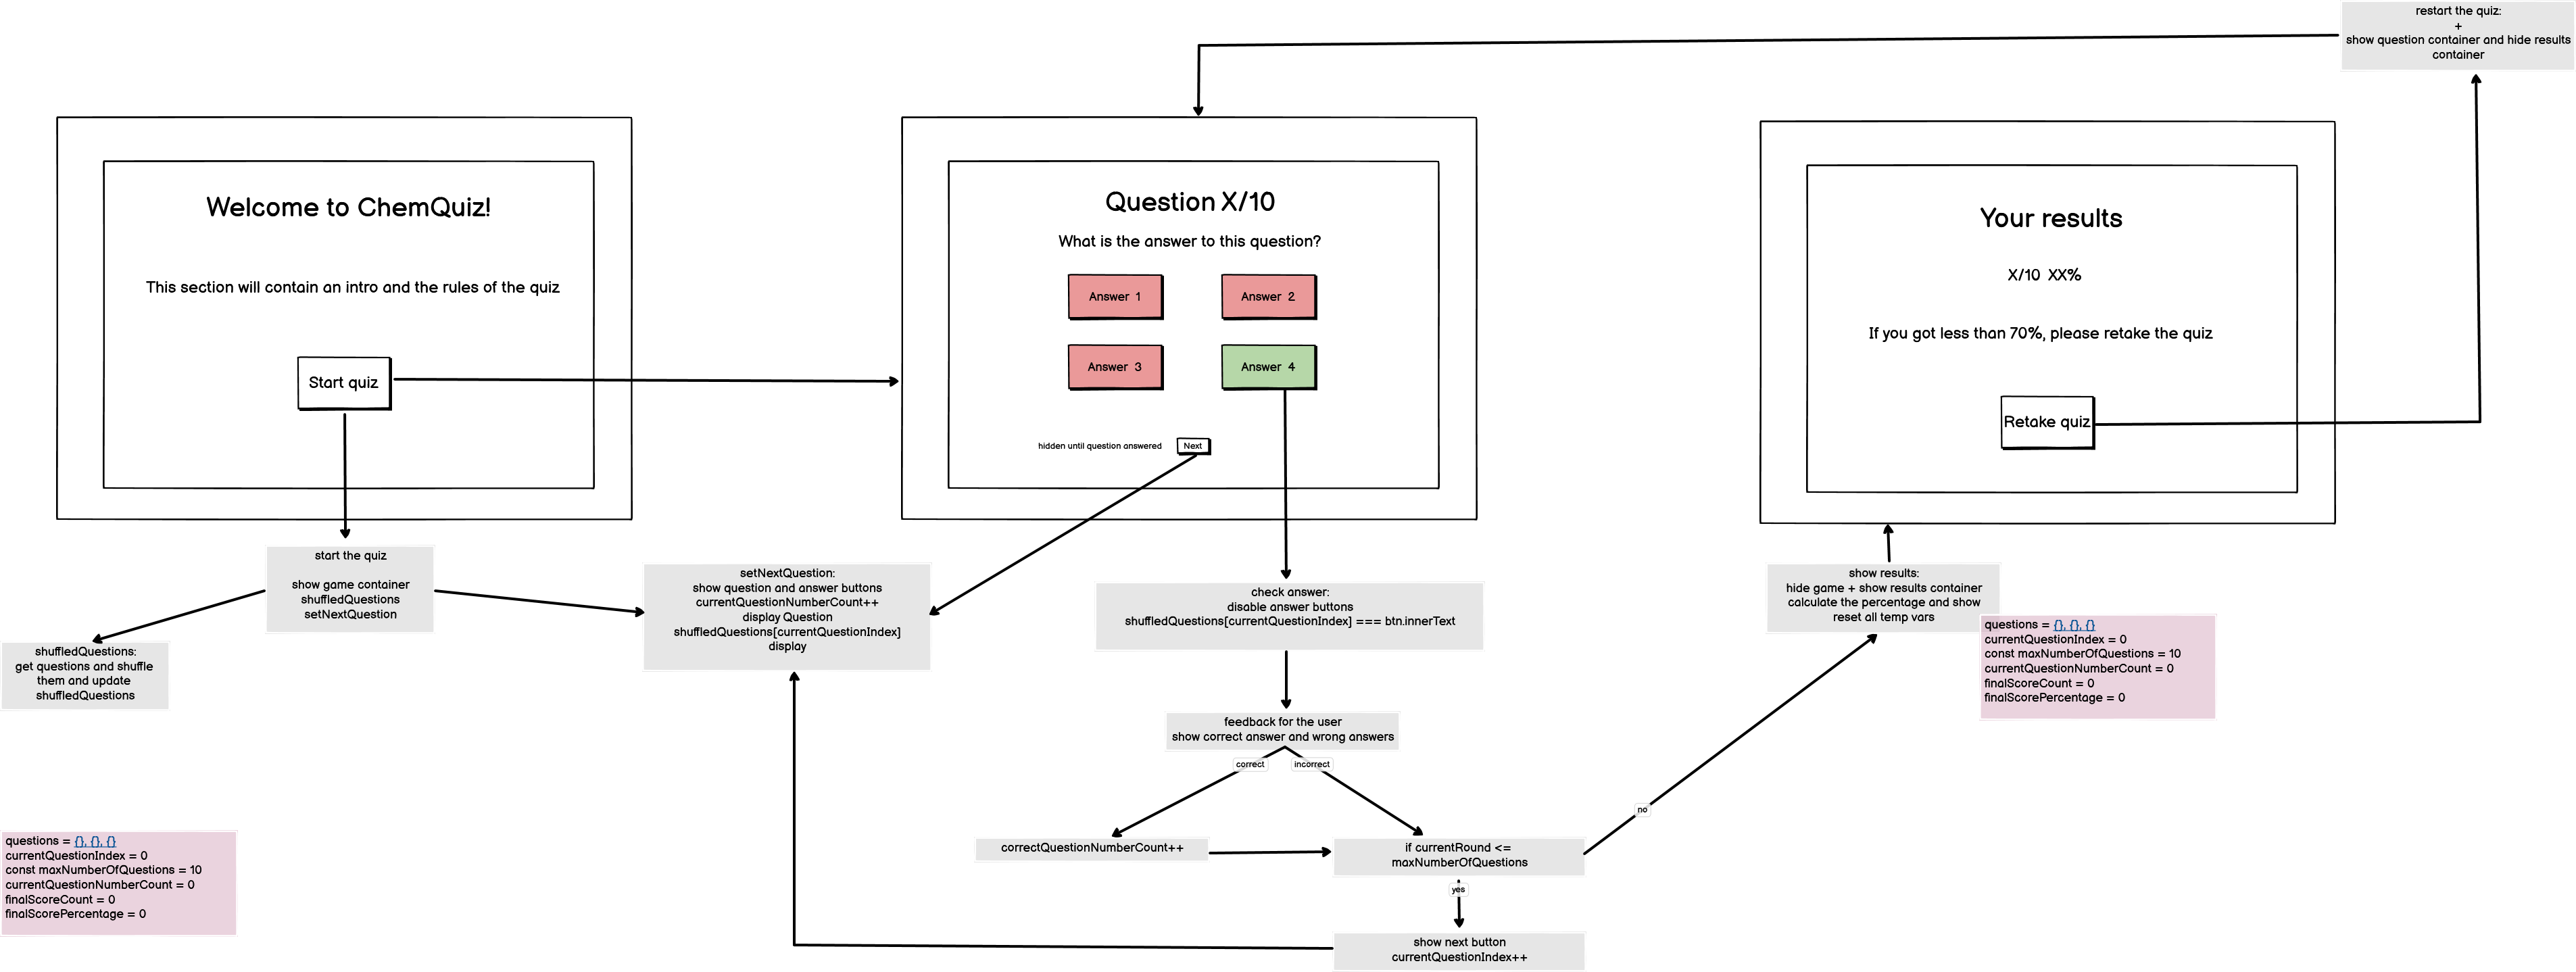 restart the quiz:
+
show question container and hide results
container
Welcome to ChemQuiz!
This section will contain an intro and the rules of the quiz
Start quiz
Question X/10
What is the answer to this question?
Answer 1
Answer 2
Answer 3
Answer 4
hidden until question answered
Next
Your results
X/10 XX%
If you got less than 70%, please retake the quiz
Retake quiz
start the quiz
show game container
shuffledQuestions
setNextQuestion
shuffledQuestions:
get questions and shuffle
them and update
shuffledQuestions
setNextQuestion:
show question and answer buttons
currentQuestionNumberCount++
display Question
shuffledQuestions[currentQuestionIndex]
display
check answer:
disable answer buttons
shuffledQuestions[currentQuestionIndex] === btn.innerText
feedback for the user
show correct answer and wrong answers
correct
incorrect
correctQuestionNumberCount++
if currentRound <=
maxNumberOfQuestions
no
yes
show next button
currentQuestionIndex++
show results:
hide game + show results container
calculate the percentage and show
reset all temp vars
questions = {}, {}, {}
currentQuestionIndex = 0
const maxNumberOfQuestions = 10
currentQuestionNumberCount = 0
finalScoreCount = 0
finalScorePercentage = 0
questions = {}, {}, {}
currentQuestionIndex = 0
const maxNumberOfQuestions = 10
currentQuestionNumberCount = 0
finalScoreCount = 0
finalScorePercentage = 0